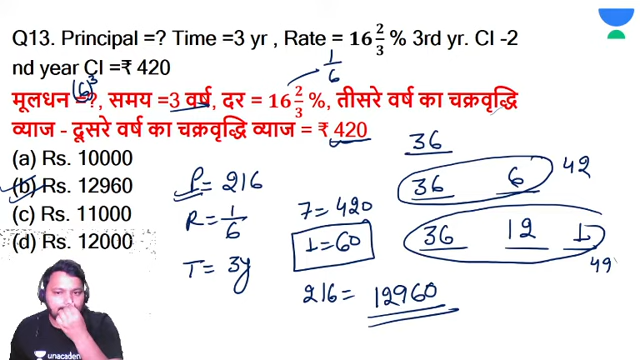 Q13. Principal =? Time =3 yr , Rate = 16 2/3 % 3rd yr. CI -2
nd year CI =₹ 420
1/6
(6)³
मूलधन =?, समय =3 वर्ष, दर = 16 2/3 %, तीसरे वर्ष का चक्रवृद्धि
ब्याज - दूसरे वर्ष का चक्रवृद्धि ब्याज = ₹ 420
(a) Rs. 10000
(b) Rs. 12960
(c) Rs. 11000
(d) Rs. 12000
P = 216
R = 1/6
T = 3y
7 = 420
1 = 60
216 = 12960
36
36 6 42
36 12 1
49
unacademy